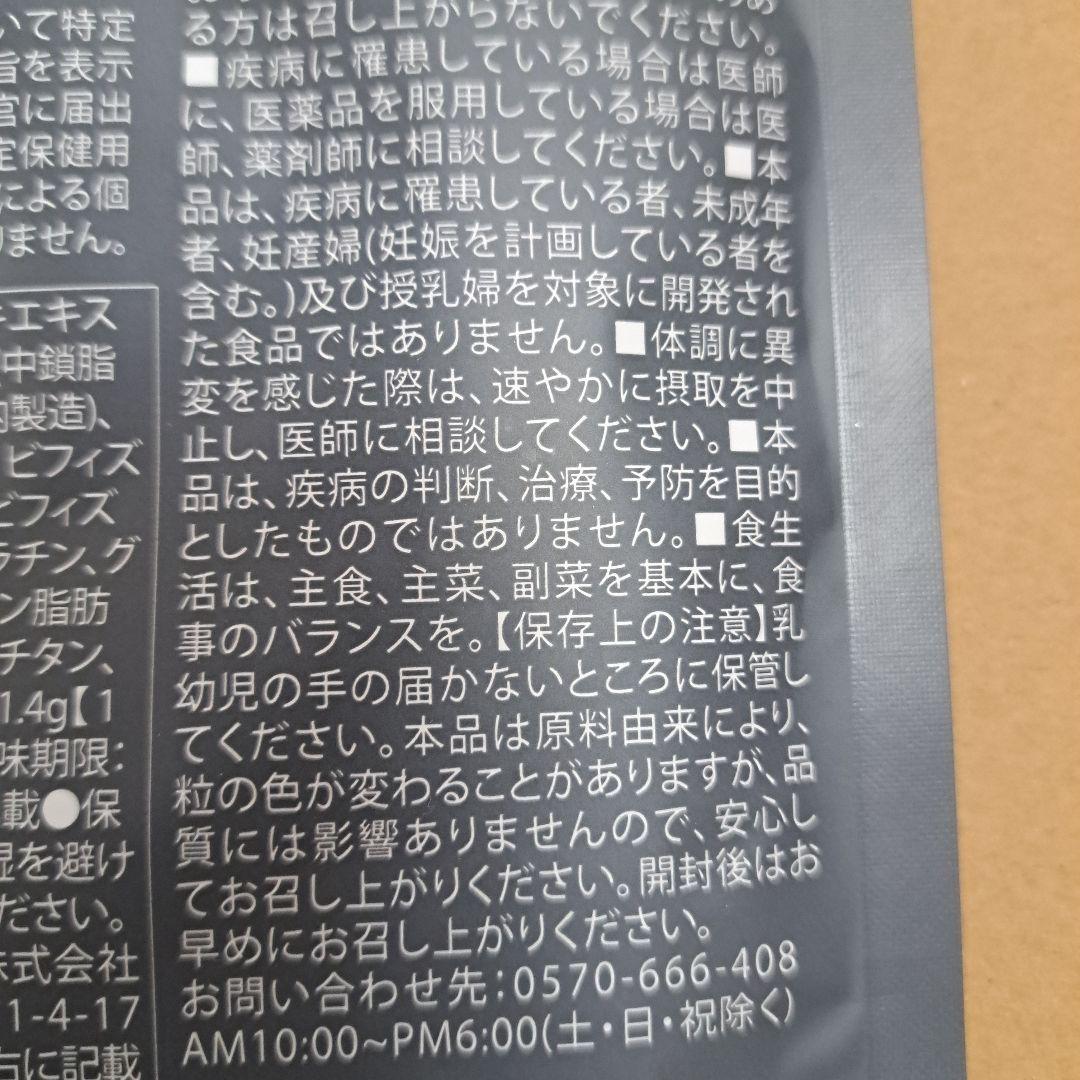 いて特定
旨を表示
官に届出
定保健用
による個
りません。
エキス
中鎖脂
内製造)、
ビフィズ
ビフィズ
ラチン、グ
ン脂肪
チタン、
1.4g【1
味期限:
載●保
湿を避け
ださい。
株式会社
1-4-17
右に記載
る方は召し上がらないでください。
■疾病に罹患している場合は医師
に、医薬品を服用している場合は医
師、薬剤師に相談してください。■本
品は、疾病に罹患している者、未成年
者、妊産婦(妊娠を計画している者を
含む。)及び授乳婦を対象に開発され
た食品ではありません。■体調に異
変を感じた際は、速やかに摂取を中
止し、医師に相談してください。■本
品は、疾病の判断、治療、予防を目的
としたものではありません。■食生
活は、主食、主菜、副菜を基本に、食
事のバランスを。【保存上の注意】乳
幼児の手の届かないところに保管し
てください。本品は原料由来により、
粒の色が変わることがありますが、品
質には影響ありませんので、安心し
てお召し上がりください。開封後はお
早めにお召し上がりください。
お問い合わせ先:0570-666-408
AM10:00~PM6:00(土・日・祝除く)